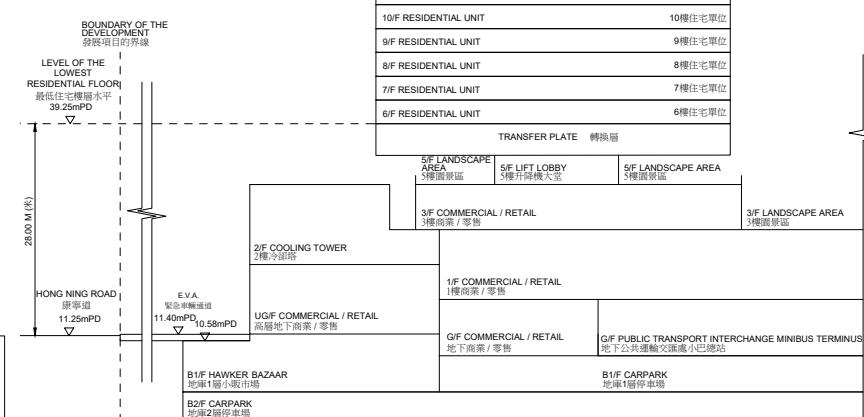 10/F RESIDENTIAL UNIT 10樓住宅單位
BOUNDARY OF THE
DEVELOPMENT
發展項目的界線
9/F RESIDENTIAL UNIT 9樓住宅單位
LEVEL OF THE
LOWEST
RESIDENTIAL FLOOR
最低住宅樓層水平
39.25mPD
8/F RESIDENTIAL UNIT 8樓住宅單位
7/F RESIDENTIAL UNIT 7樓住宅單位
6/F RESIDENTIAL UNIT 6樓住宅單位
TRANSFER PLATE 轉換層
5/F LANDSCAPE
AREA
5樓園景區
5/F LIFT LOBBY
5樓升降機大堂
5/F LANDSCAPE AREA
5樓園景區
28.00 M (米)
3/F COMMERCIAL / RETAIL
3樓商業 / 零售
3/F LANDSCAPE AREA
3樓園景區
2/F COOLING TOWER
2樓冷卻塔
1/F COMMERCIAL / RETAIL
1樓商業 / 零售
HONG NING ROAD
康寧道
11.25mPD
E.V.A.
緊急車輛通道
11.40mPD
10.58mPD
UG/F COMMERCIAL / RETAIL
高層地下商業 / 零售
G/F COMMERCIAL / RETAIL
地下商業 / 零售
G/F PUBLIC TRANSPORT INTERCHANGE MINIBUS TERMINUS
地下公共運輸交匯處小巴總站
B1/F HAWKER BAZAAR
地庫1層小販市場
B1/F CARPARK
地庫1層停車場
B2/F CARPARK
地庫2層停車場